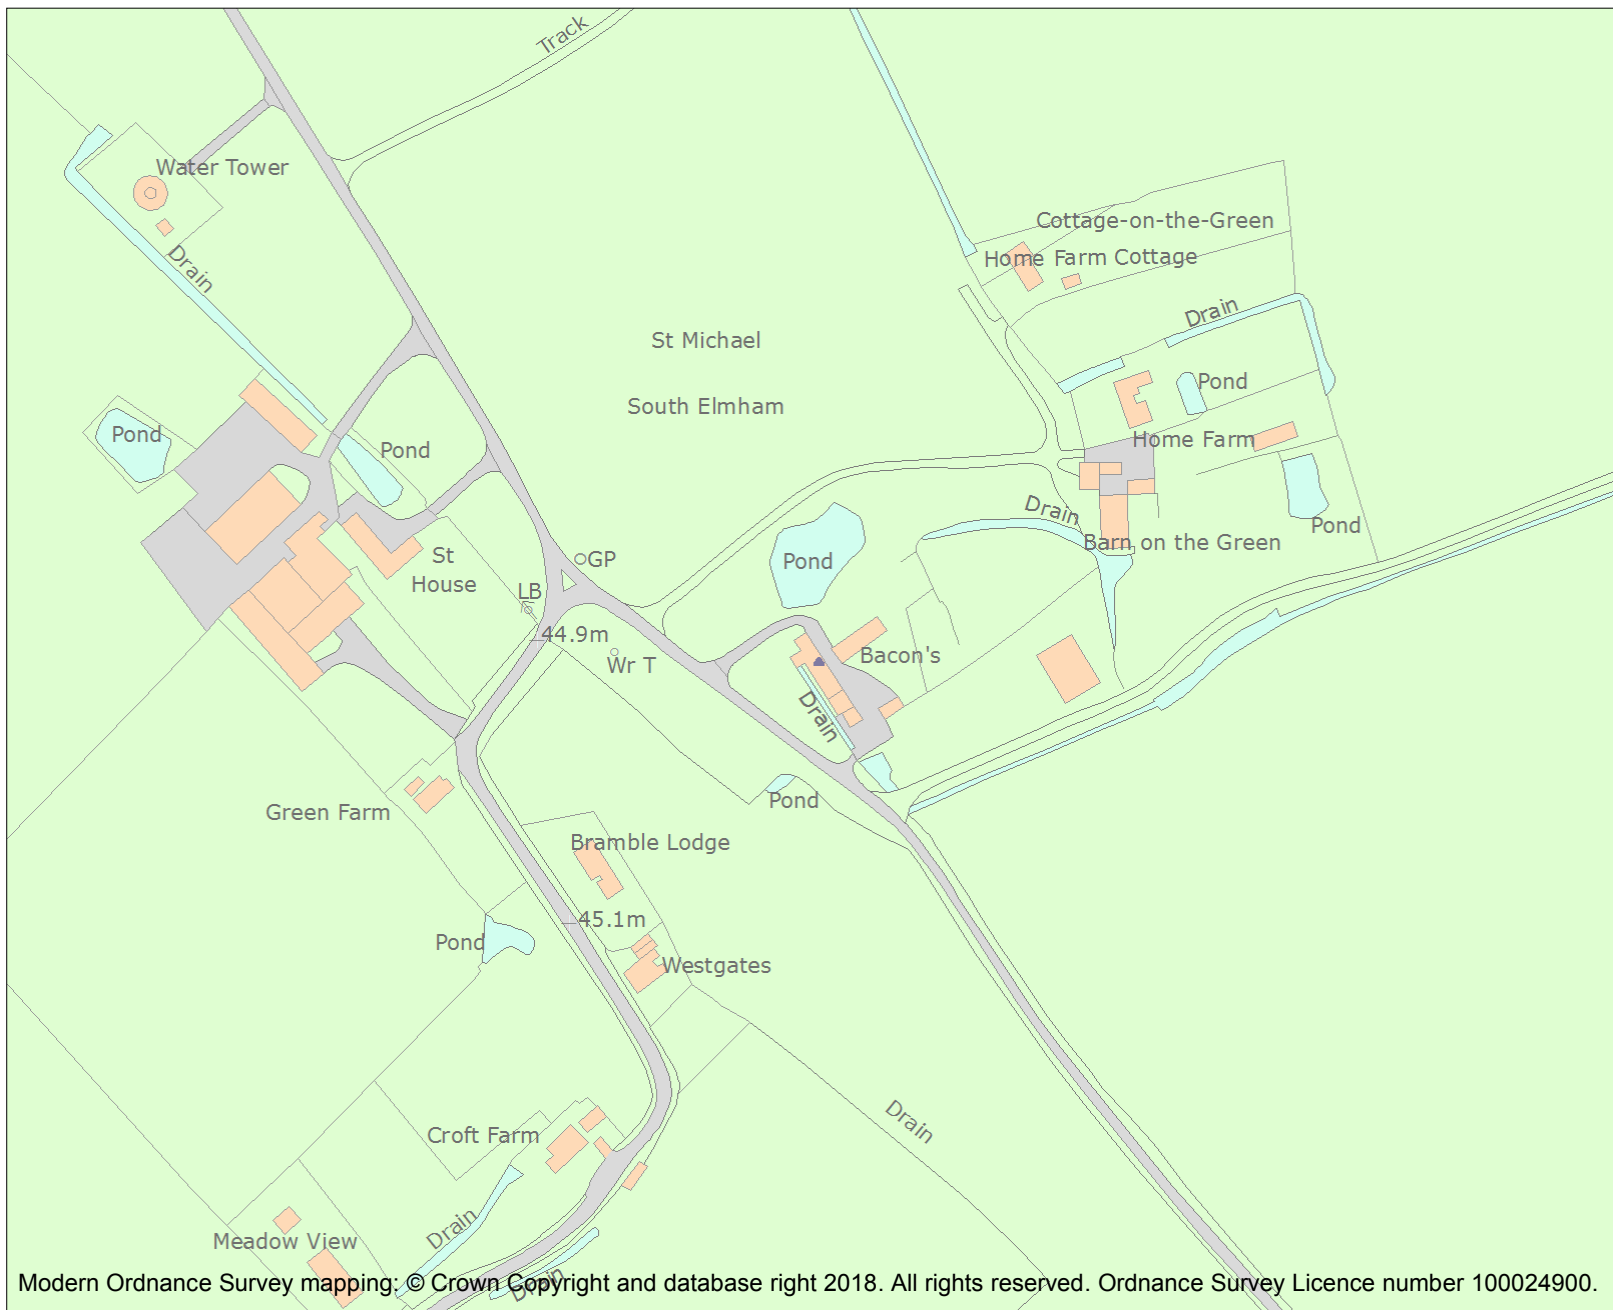 Track
Water Tower
Drain
Cottage-on-the-Green
Home Farm Cottage
Drain
St Michael
South Elmham
Pond
Home Farm
Pond
Pond
Drain
Pond
Barn on the Green
Pond
St
House
GP
LB
44.9m
Wr T
Bacon's
Drain
Pond
Green Farm
Bramble Lodge
45.1m
Pond
Westgates
Drain
Croft Farm
Drain
Meadow View
Drain
Modern Ordnance Survey mapping: © Crown Copyright and database right 2018. All rights reserved. Ordnance Survey Licence number 100024900.